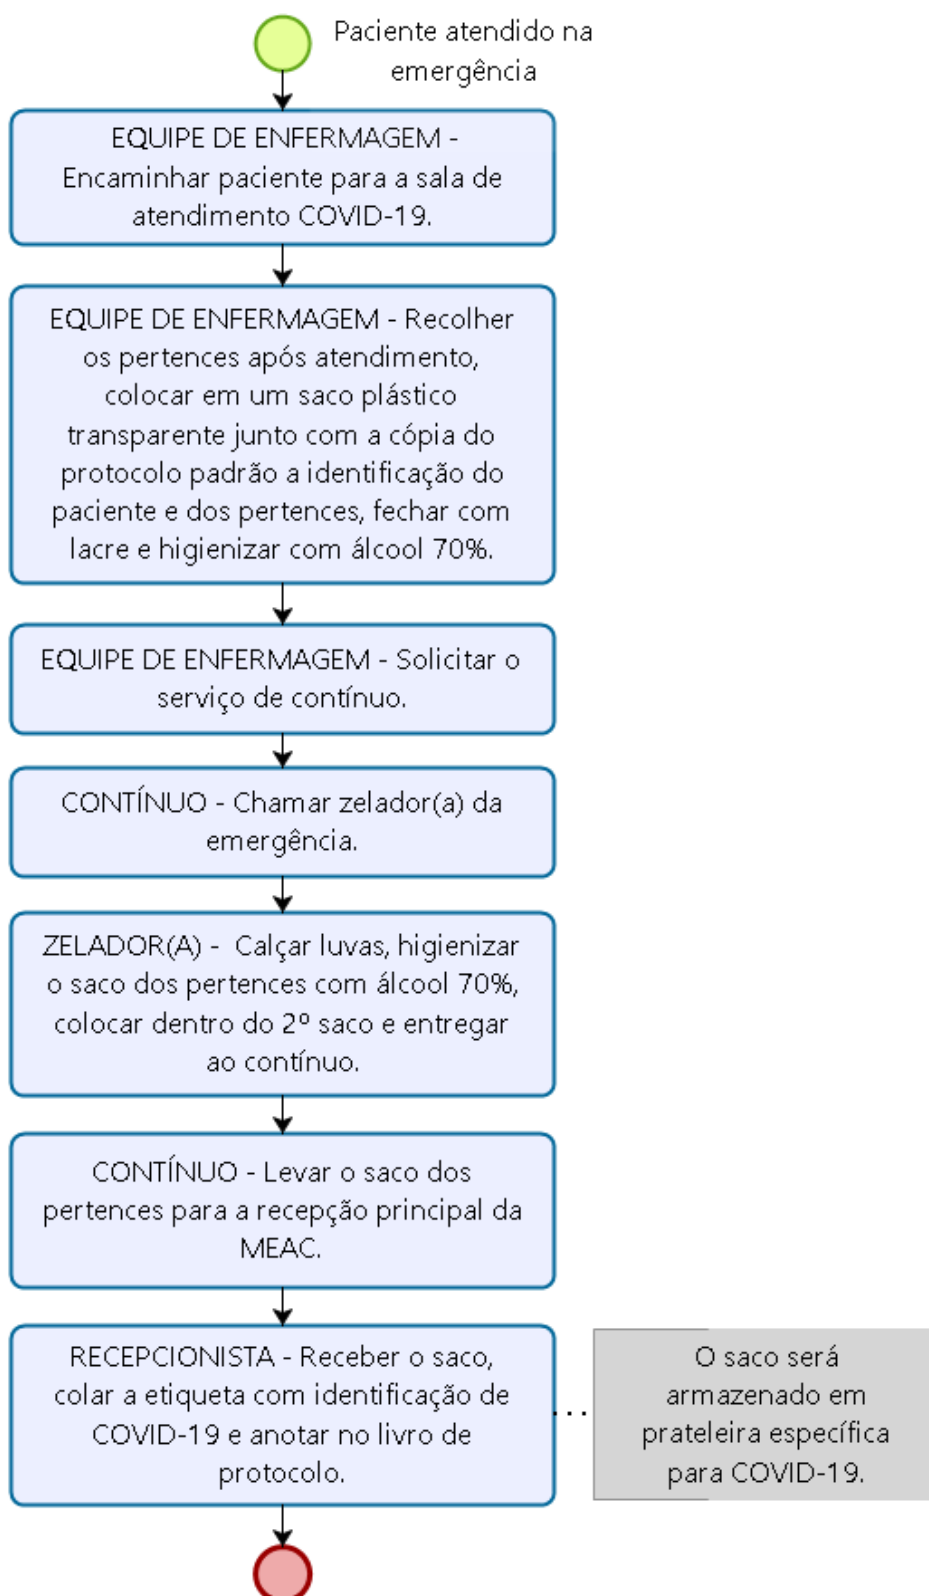 Paciente atendido na
emergência
EQUIPE DE ENFERMAGEM -
Encaminhar paciente para a sala de
atendimento COVID-19.
EQUIPE DE ENFERMAGEM - Recolher
os pertences após atendimento,
colocar em um saco plástico
transparente junto com a cópia do
protocolo padrão a identificação do
paciente e dos pertences, fechar com
lacre e higienizar com álcool 70%.
EQUIPE DE ENFERMAGEM - Solicitar o
serviço de contínuo.
CONTÍNUO - Chamar zelador(a) da
emergência.
ZELADOR(A) - Calçar luvas, higienizar
o saco dos pertences com álcool 70%,
colocar dentro do 2º saco e entregar
ao contínuo.
CONTÍNUO - Levar o saco dos
pertences para a recepção principal da
MEAC.
RECEPCIONISTA - Receber o saco,
colar a etiqueta com identificação de
COVID-19 e anotar no livro de
protocolo.
O saco será
armazenado em
prateleira específica
para COVID-19.